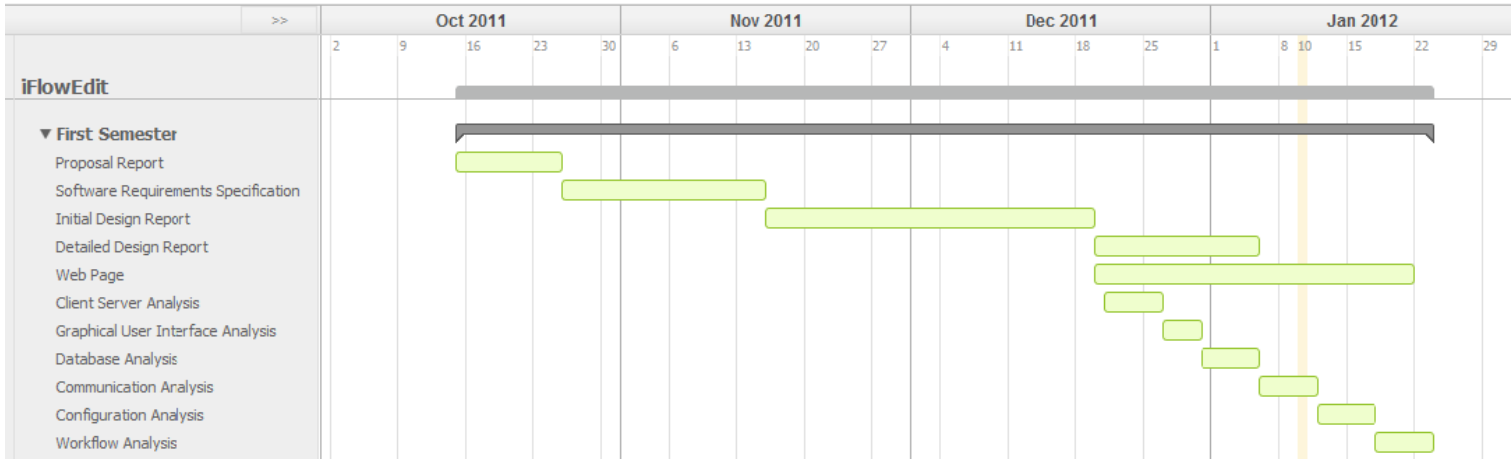 >> Oct 2011 Nov 2011 Dec 2011 Jan 2012
2 9 16 23 30 6 13 20 27 4 11 18 25 1 8 10 15 22 29
iFlowEdit
▼ First Semester
Proposal Report
Software Requirements Specification
Initial Design Report
Detailed Design Report
Web Page
Client Server Analysis
Graphical User Interface Analysis
Database Analysis
Communication Analysis
Configuration Analysis
Workflow Analysis